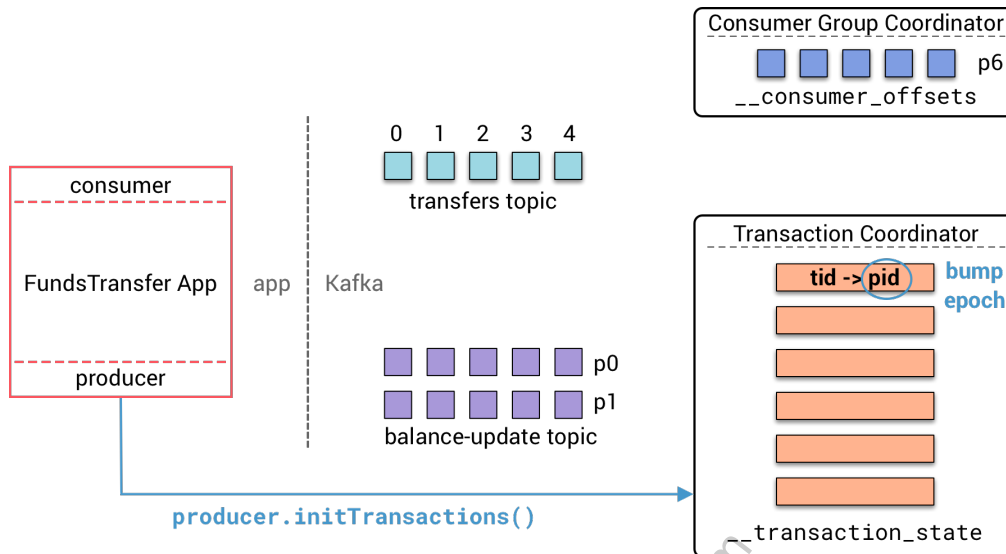 Consumer Group Coordinator
p6
__consumer_offsets
0 1 2 3 4
transfers topic
consumer
FundsTransfer App
producer
app
Kafka
p0
p1
balance-update topic
Transaction Coordinator
tid -> pid
bump
epoch
__transaction_state
producer.initTransactions()